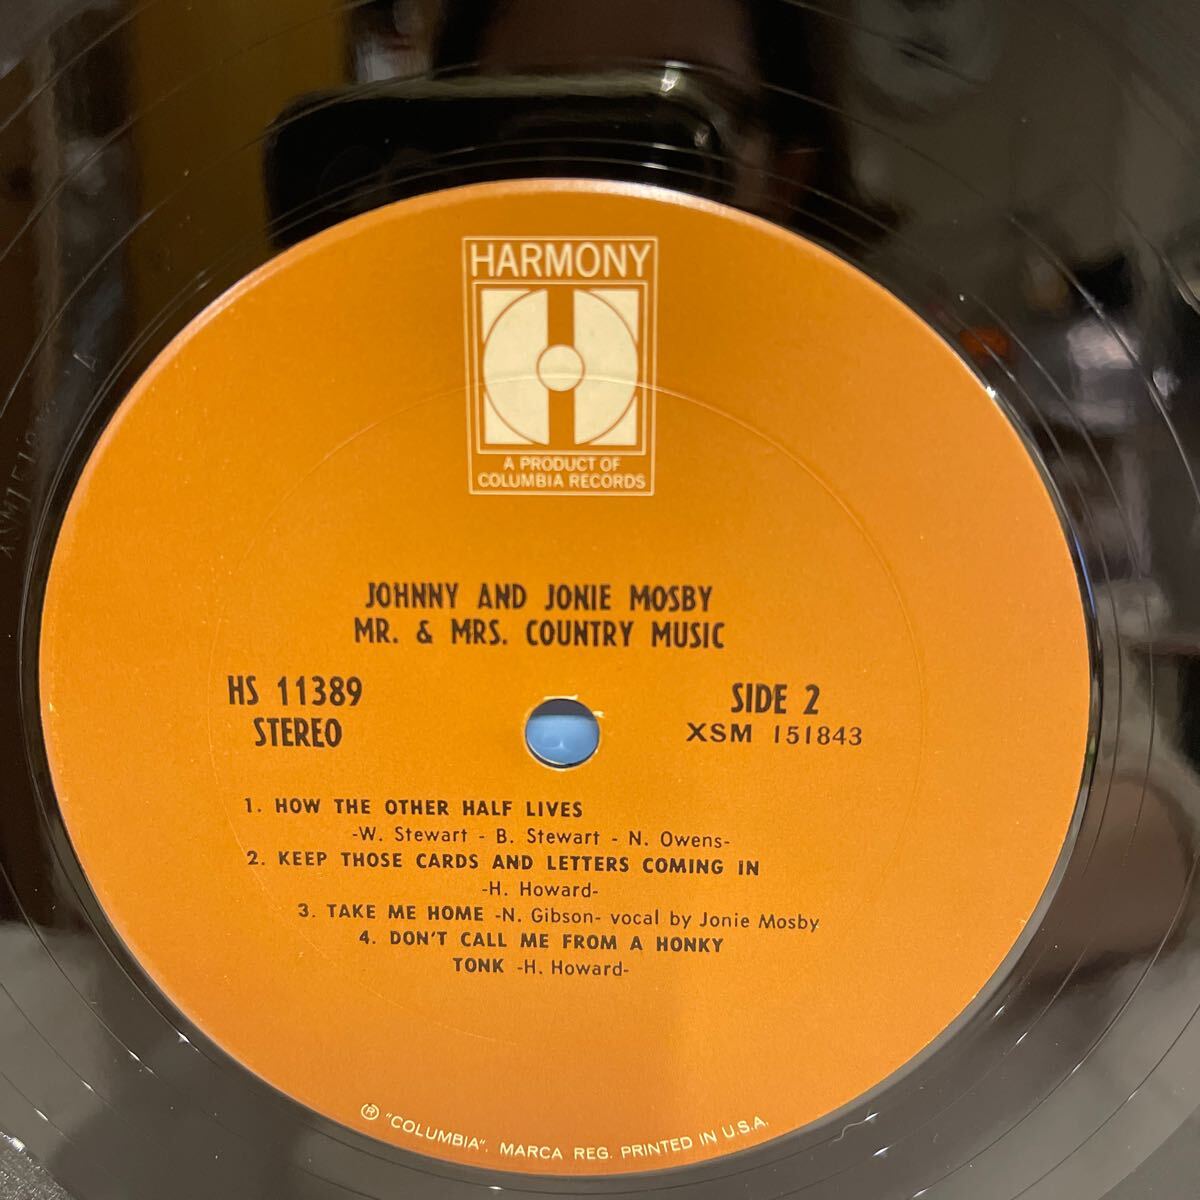 HARMONY
A PRODUCT OF
COLUMBIA RECORDS
JOHNNY AND JONIE MOSBY
MR. & MRS. COUNTRY MUSIC
HS 11389
STEREO
SIDE 2
XSM 151843
1. HOW THE OTHER HALF LIVES
-W. Stewart - B. Stewart - N. Owens-
2. KEEP THOSE CARDS AND LETTERS COMING IN
-H. Howard-
3. TAKE ME HOME -N. Gibson- vocal by Jonie Mosby
4. DON'T CALL ME FROM A HONKY
TONK -H. Howard-
® "COLUMBIA". MARCA REG. PRINTED IN U.S.A.